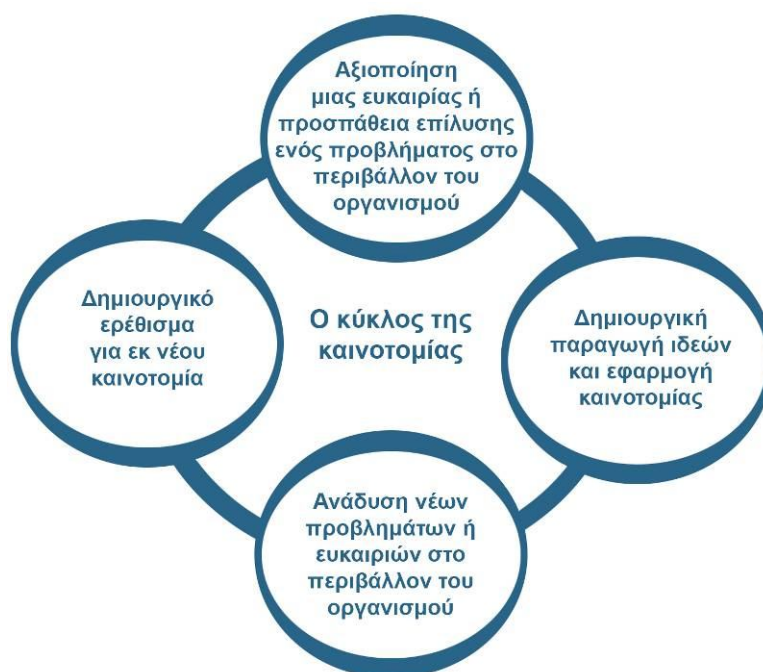 Αξιοποίηση
μιας ευκαιρίας ή
προσπάθεια επίλυσης
ενός προβλήματος στο
περιβάλλον του
οργανισμού
Δημιουργικό
ερέθισμα
για εκ νέου
καινοτομία
Ο κύκλος της
καινοτομίας
Δημιουργική
παραγωγή ιδεών
και εφαρμογή
καινοτομίας
Ανάδυση νέων
προβλημάτων ή
ευκαιριών στο
περιβάλλον του
οργανισμού